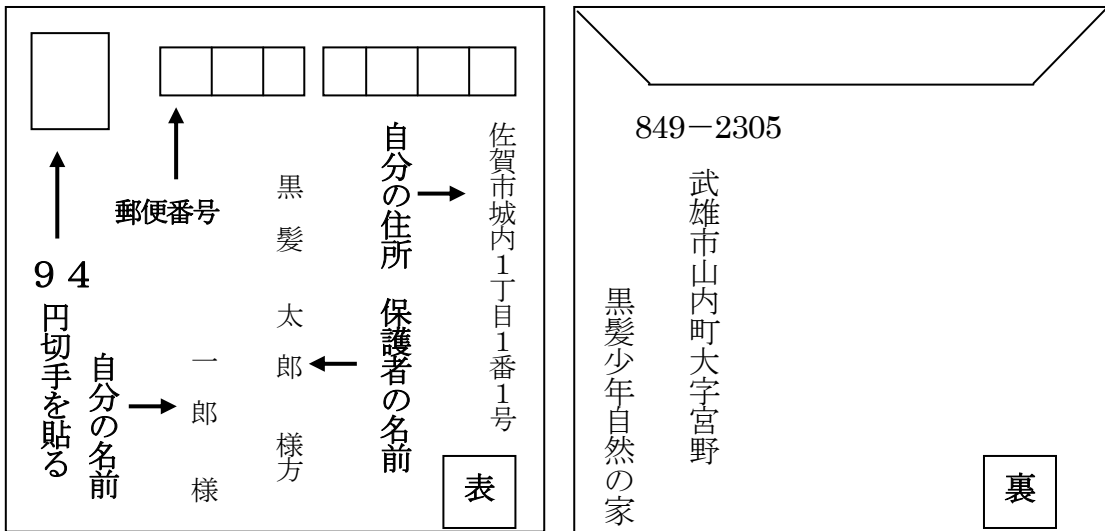 佐賀市城内1丁目1番1号
自分の住所
保護者の名前
黒髪 太郎 様方
一郎 様
自分の名前
郵便番号
94
円切手を貼る
表
849-2305
武雄市山内町大字宮野
黒髪少年自然の家
裏